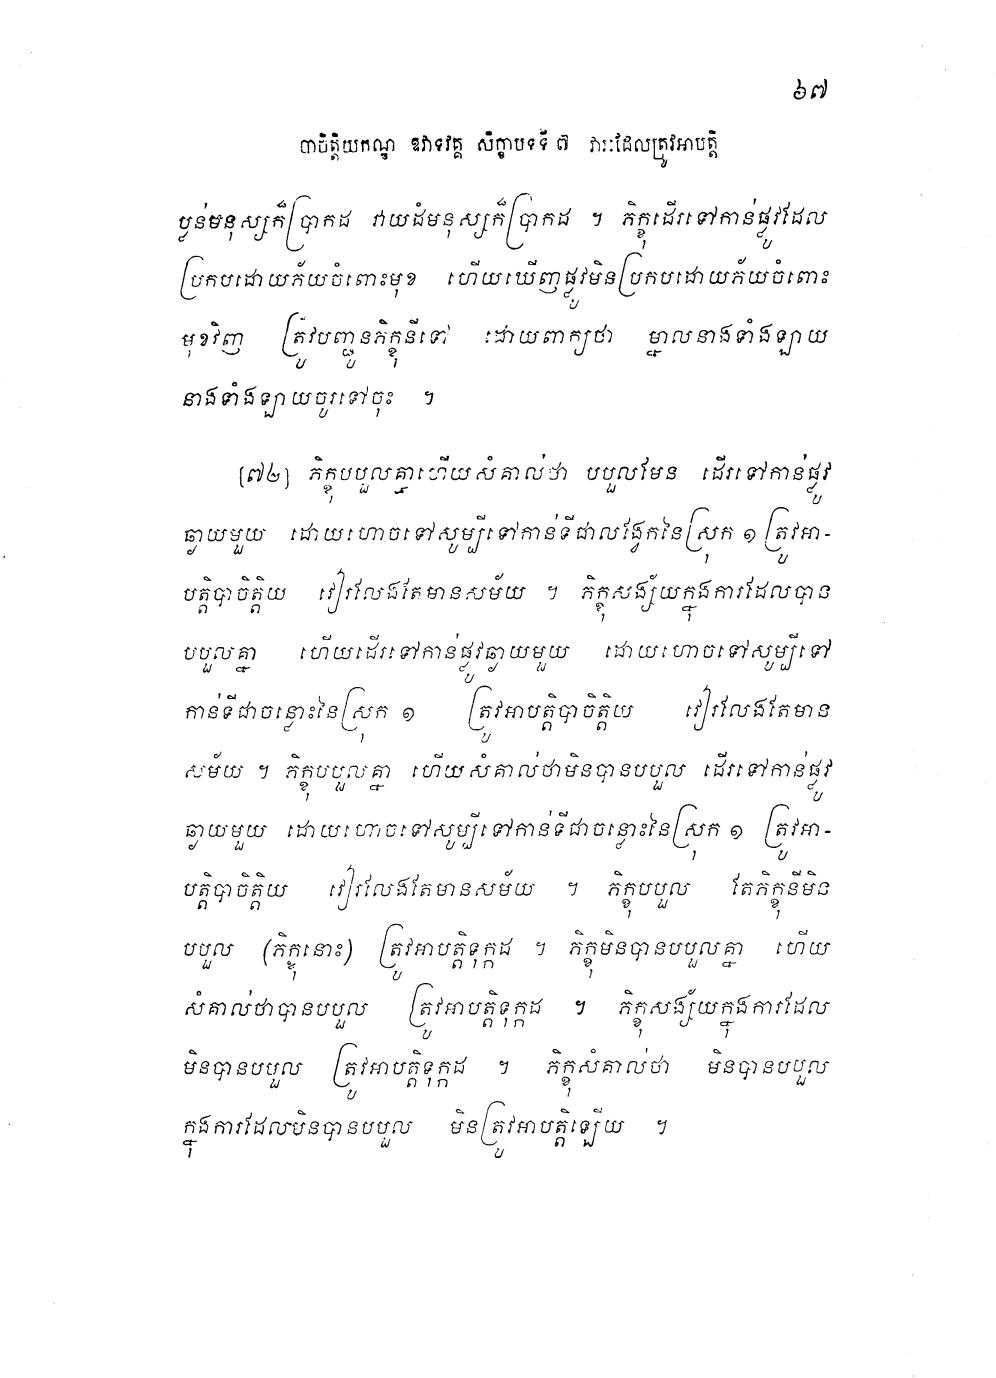 ៦៧
បាចិត្តិយកណ្ឌ ឱវាទវគ្គ សិក្ខាបទទី ៧ វារៈដែលត្រូវអាបត្តិ
ប្លន់មនុស្សក៏ប្រាកដ វាយដំមនុស្សក៏ប្រាកដ ។ ភិក្ខុដើរទៅកាន់ផ្លូវដែល
ប្រកបដោយភ័យចំពោះមុខ ហើយឃើញផ្លូវមិនប្រកបដោយភ័យចំពោះ
មុខវិញ ត្រូវបញ្ជូនភិក្ខុនីទៅ ដោយពាក្យថា ម្នាលនាងទាំងឡាយ
នាងទាំងឡាយចូរទៅចុះ ។
[៧២] ភិក្ខុបបួលគ្នាហើយសំគាល់ថា បបួលមែន ដើរទៅកាន់ផ្លូវ
ឆ្ងាយមួយ ដោយហោចទៅសូម្បីទៅកាន់ទីជាលង្វែកនៃស្រុក ១ ត្រូវអា-
បត្តិបាចិត្តិយ វៀរលែងតែមានសម័យ ។ ភិក្ខុសង្ស័យក្នុងការដែលបាន
បបួលគ្នា ហើយដើរទៅកាន់ផ្លូវឆ្ងាយមួយ ដោយហោចទៅសូម្បីទៅ
កាន់ទីជាចន្លោះនៃស្រុក ១ ត្រូវអាបត្តិបាចិត្តិយ វៀរលែងតែមាន
សម័យ ។ ភិក្ខុបបួលគ្នា ហើយសំគាល់ថាមិនបានបបួល ដើរទៅកាន់ផ្លូវ
ឆ្ងាយមួយ ដោយហោចទៅសូម្បីទៅកាន់ទីជាចន្លោះនៃស្រុក ១ ត្រូវអា-
បត្តិបាចិត្តិយ វៀរលែងតែមានសម័យ ។ ភិក្ខុបបួល តែភិក្ខុនីមិន
បបួល (ភិក្ខុនោះ) ត្រូវអាបត្តិទុក្កដ ។ ភិក្ខុមិនបានបបួលគ្នា ហើយ
សំគាល់ថាបានបបួល ត្រូវអាបត្តិទុក្កដ ។ ភិក្ខុសង្ស័យក្នុងការដែល
មិនបានបបួល ត្រូវអាបត្តិទុក្កដ ។ ភិក្ខុសំគាល់ថា មិនបានបបួល
ក្នុងការដែលមិនបានបបួល មិនត្រូវអាបត្តិឡើយ ។